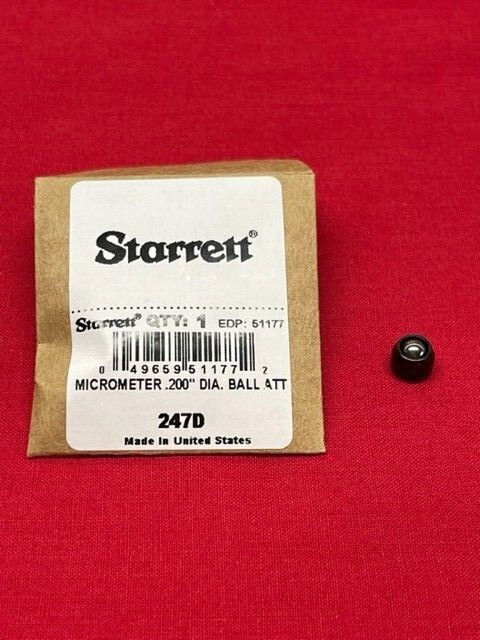 Starrett®
Starrett® QTY: 1 EDP: 51177
0 49659 51177 2
MICROMETER .200" DIA. BALL ATT
247D
Made In United States